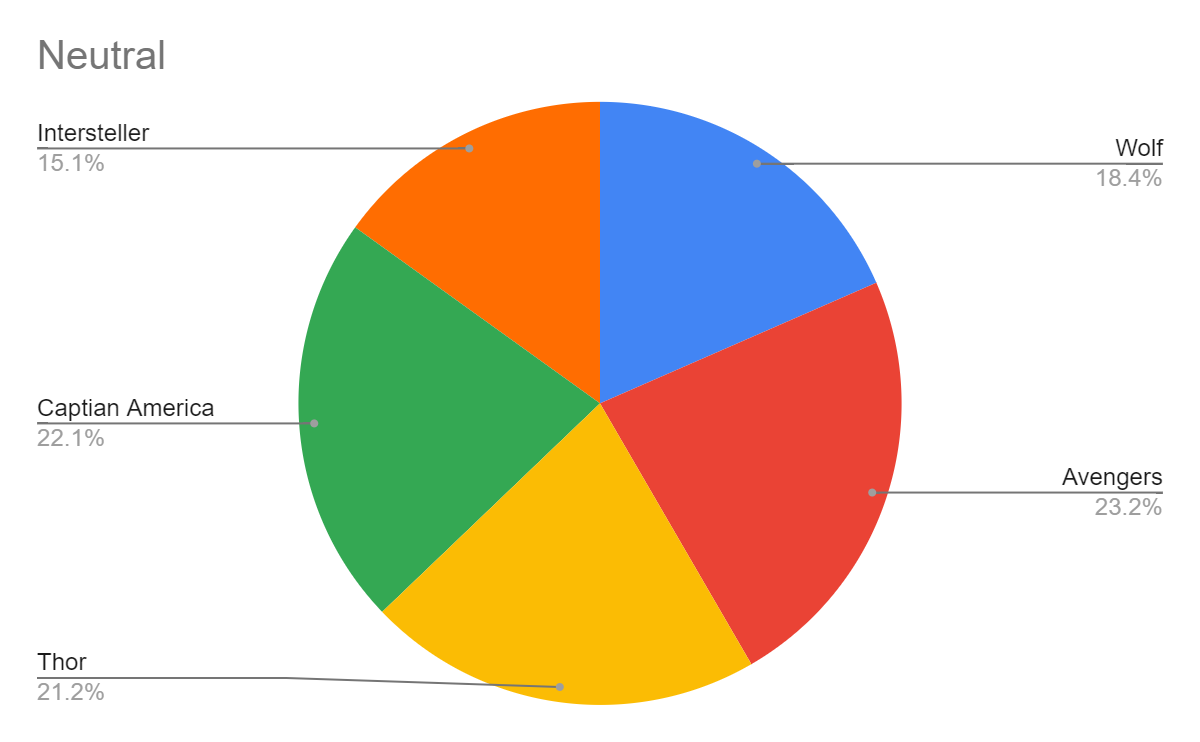 Neutral
Intersteller
15.1%
Wolf
18.4%
Captian America
22.1%
Avengers
23.2%
Thor
21.2%